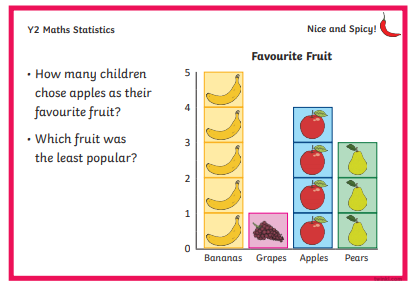 Y2 Maths Statistics
Nice and Spicy!
• How many children
chose apples as their
favourite fruit?
• Which fruit was
the least popular?
Favourite Fruit
5
4
3
2
1
0
Bananas
Grapes
Apples
Pears